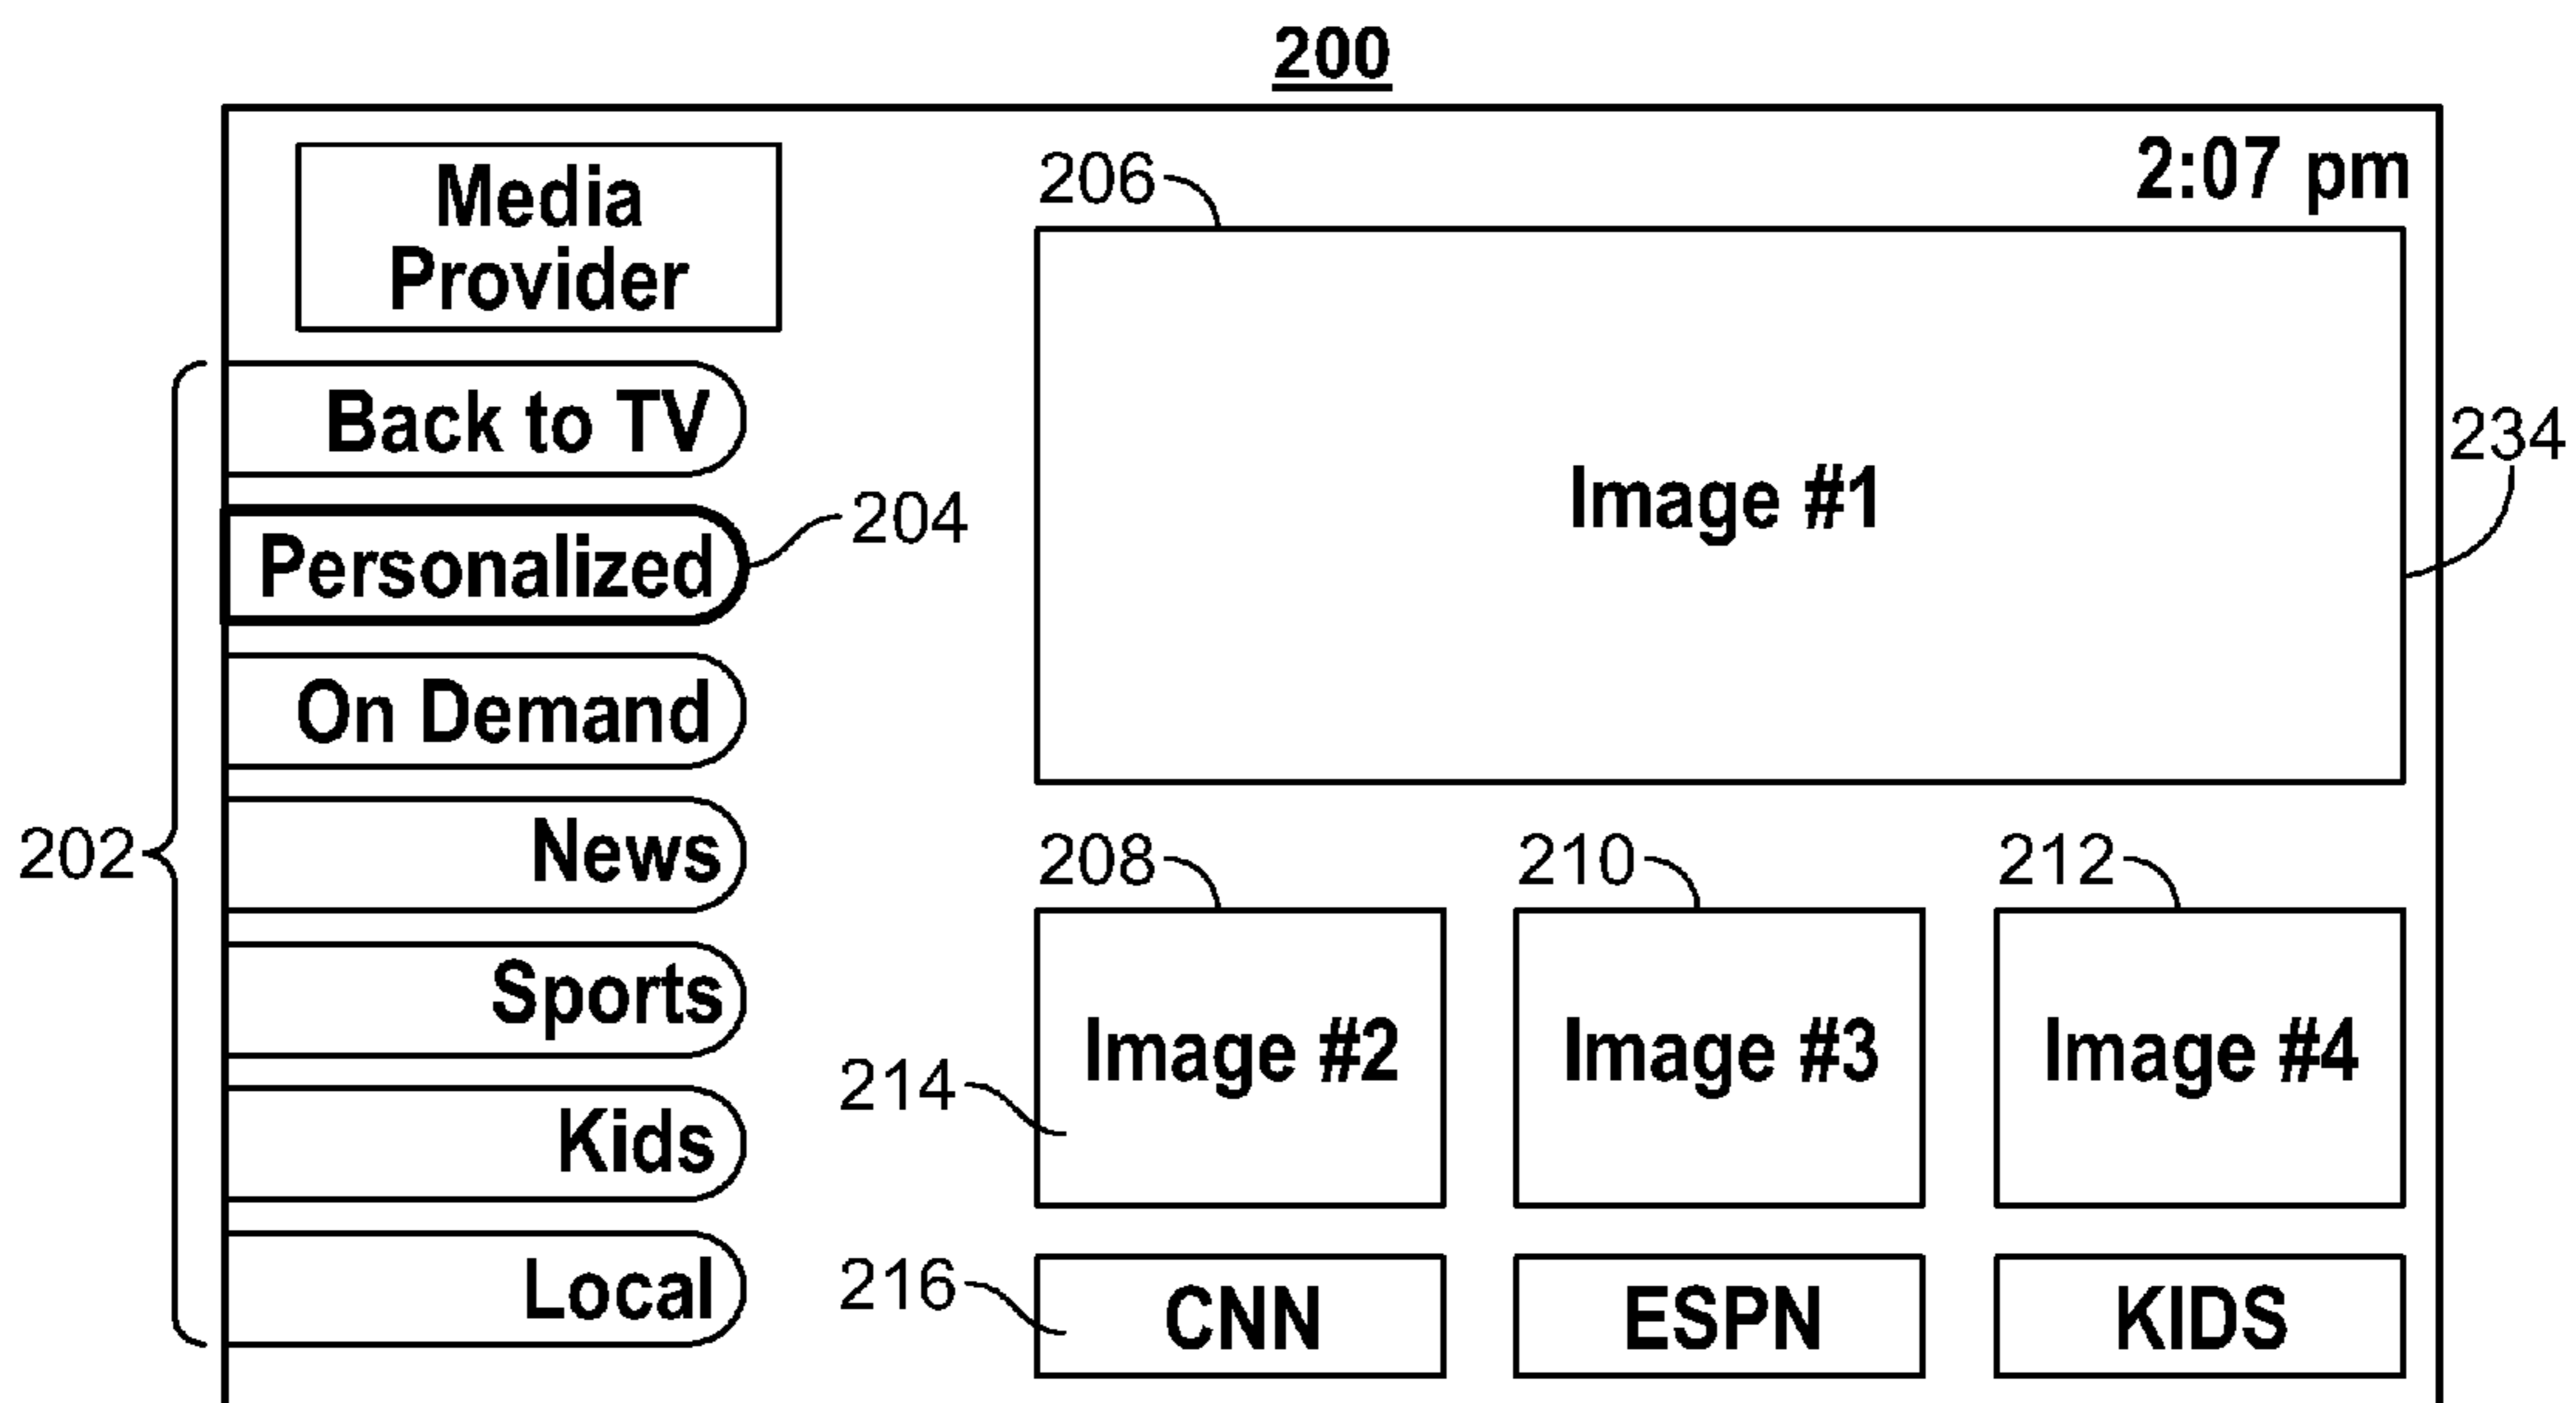 200
Media
Provider
2:07 pm
206
Back to TV
Personalized
204
On Demand
News
Sports
Kids
Local
202
Image #1
234
208
210
212
Image #2
Image #3
Image #4
214
216
CNN
ESPN
KIDS